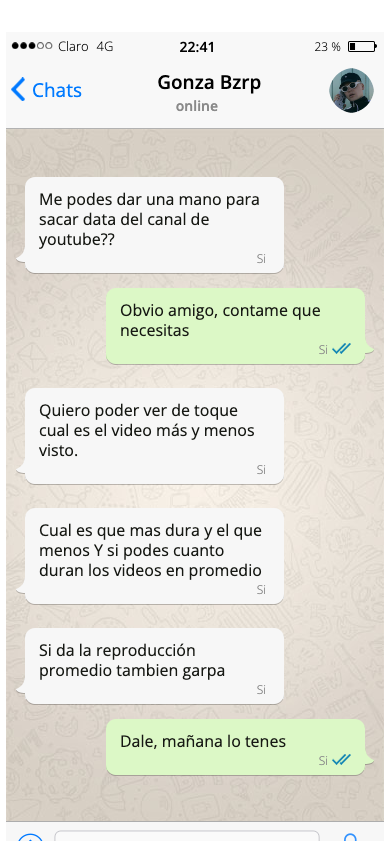 Claro 4G 22:41 23 %
Chats
Gonza Bzrp
online
Me podes dar una mano para
sacar data del canal de
youtube??
Si
Obvio amigo, contame que
necesitas
Si
Quiero poder ver de toque
cual es el video más y menos
visto.
Si
Cual es que mas dura y el que
menos Y si podes cuanto
duran los videos en promedio
Si
Si da la reproducción
promedio tambien garpa
Si
Dale, mañana lo tenes
Si